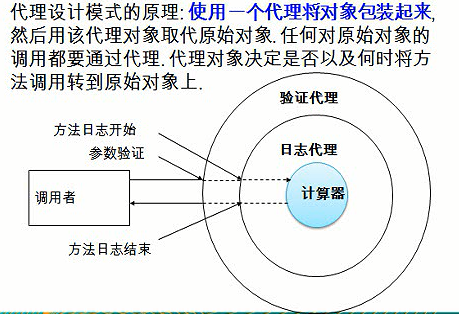 代理设计模式的原理: 使用一个代理将对象包装起来,
然后用该代理对象取代原始对象. 任何对原始对象的
调用都要通过代理. 代理对象决定是否以及何时将方
法调用转到原始对象上.
验证代理
方法日志开始
日志代理
参数验证
调用者
计算器
方法日志结束